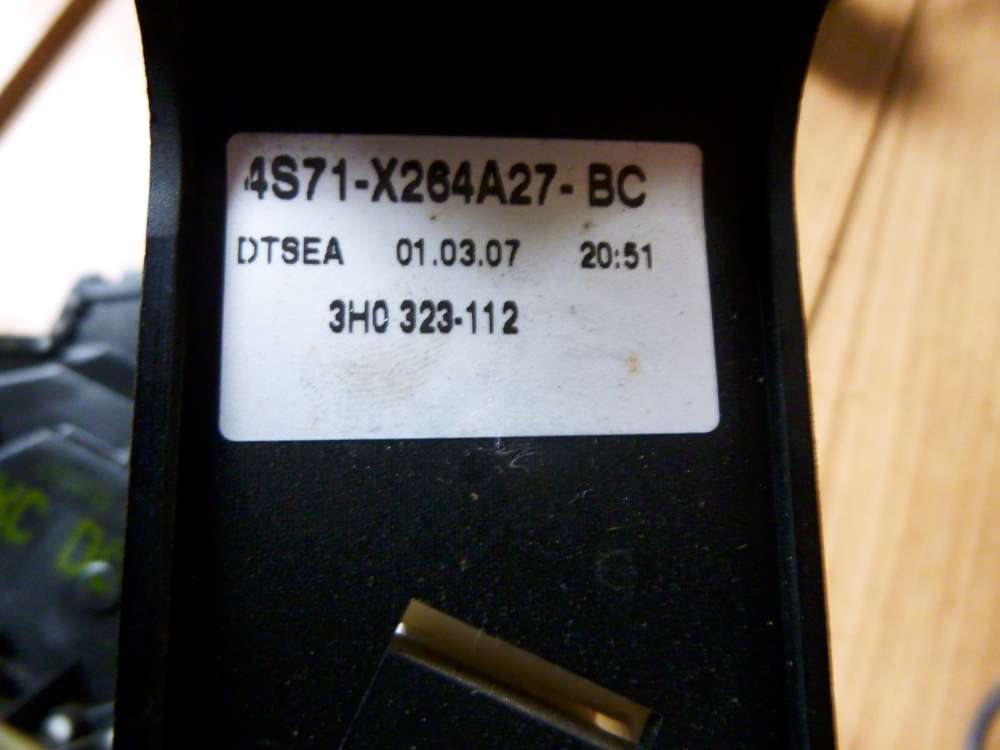 4S71-X264A27-BC
DTSEA 01.03.07 20:51
3H0 323-112